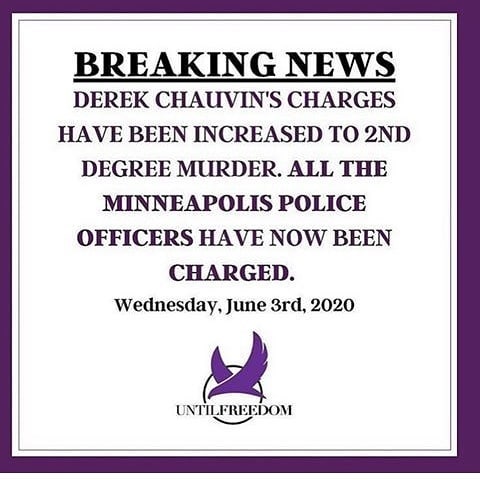 BREAKING NEWS
DEREK CHAUVIN'S CHARGES
HAVE BEEN INCREASED TO 2ND
DEGREE MURDER. ALL THE
MINNEAPOLIS POLICE
OFFICERS HAVE NOW BEEN
CHARGED.
Wednesday, June 3rd, 2020
UNTILFREEDOM